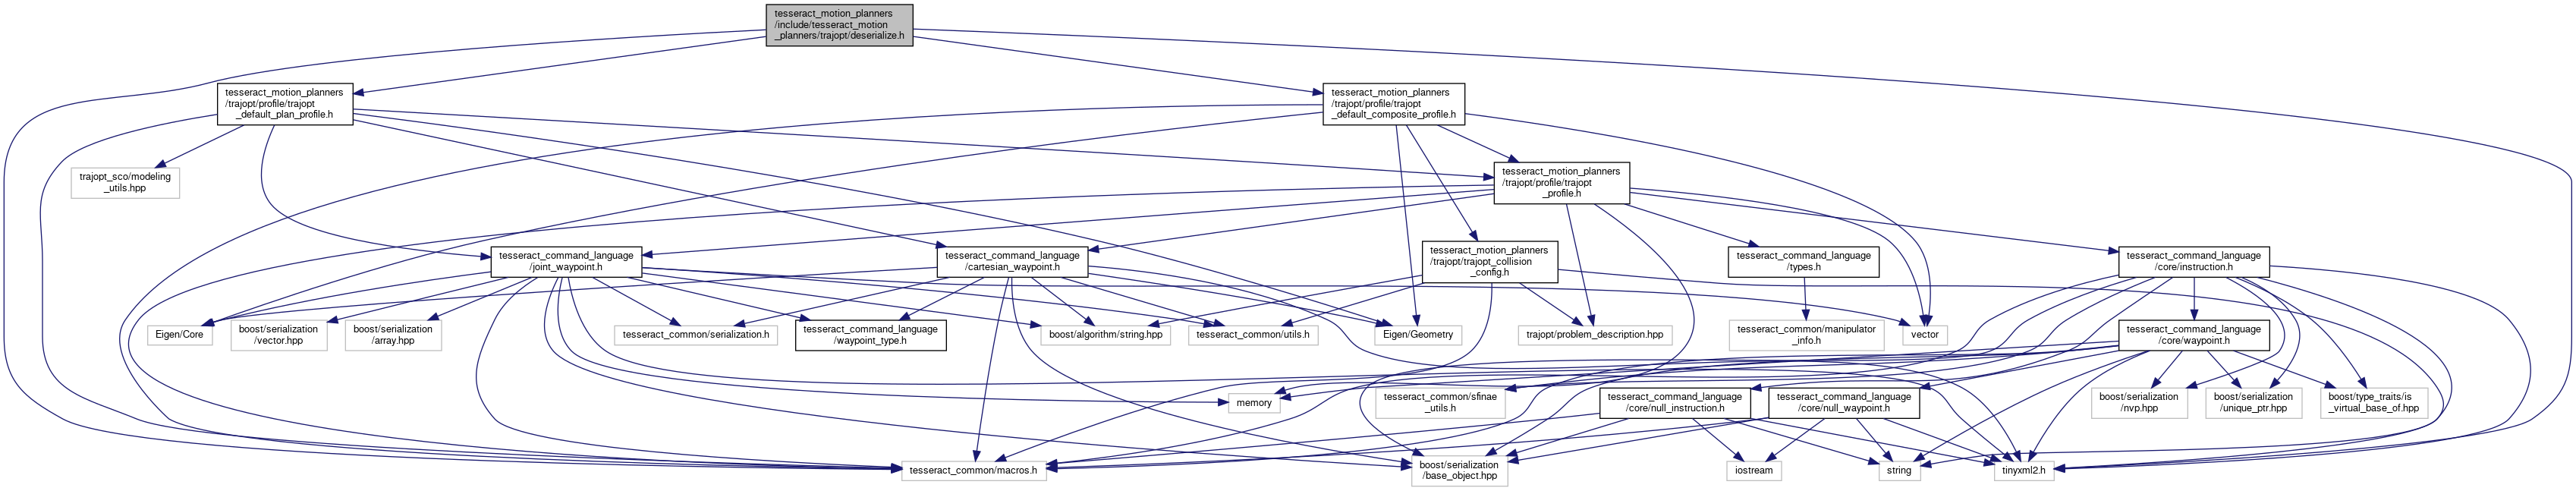 tesseract_motion_planners
/include/tesseract_motion
_planners/trajopt/deserialize.h
tesseract_motion_planners
/trajopt/profile/trajopt
_default_plan_profile.h
tesseract_motion_planners
/trajopt/profile/trajopt
_default_composite_profile.h
trajopt_sco/modeling
_utils.hpp
tesseract_motion_planners
/trajopt/profile/trajopt
_profile.h
tesseract_command_language
/joint_waypoint.h
tesseract_command_language
/cartesian_waypoint.h
tesseract_motion_planners
/trajopt/trajopt_collision
_config.h
tesseract_command_language
/types.h
tesseract_command_language
/core/instruction.h
Eigen/Core
boost/serialization
/vector.hpp
boost/serialization
/array.hpp
tesseract_common/serialization.h
tesseract_command_language
/waypoint_type.h
boost/algorithm/string.hpp
tesseract_common/utils.h
Eigen/Geometry
trajopt/problem_description.hpp
tesseract_common/manipulator
_info.h
vector
tesseract_command_language
/core/waypoint.h
memory
tesseract_common/sfinae
_utils.h
tesseract_command_language
/core/null_instruction.h
tesseract_command_language
/core/null_waypoint.h
boost/serialization
/nvp.hpp
boost/serialization
/unique_ptr.hpp
boost/type_traits/is
_virtual_base_of.hpp
tesseract_common/macros.h
boost/serialization
/base_object.hpp
iostream
string
tinyxml2.h